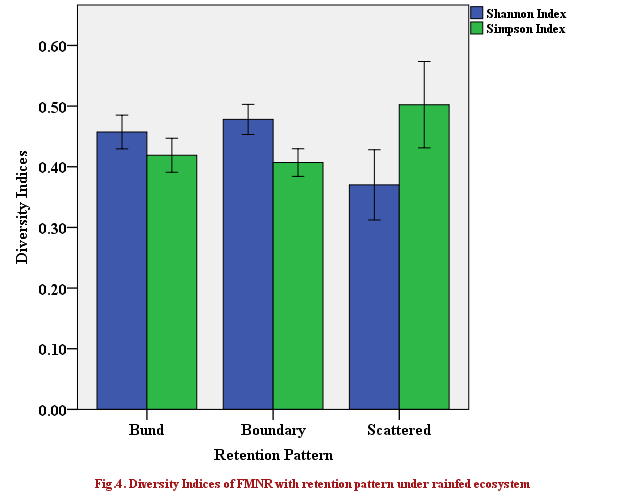 Shannon Index
Simpson Index
0.60
0.50
0.40
0.30
0.20
0.10
0.00
Diversity Indices
Bund Boundary Scattered
Retention Pattern
Fig.4. Diversity Indices of FMNR with retention pattern under rainfed ecosystem